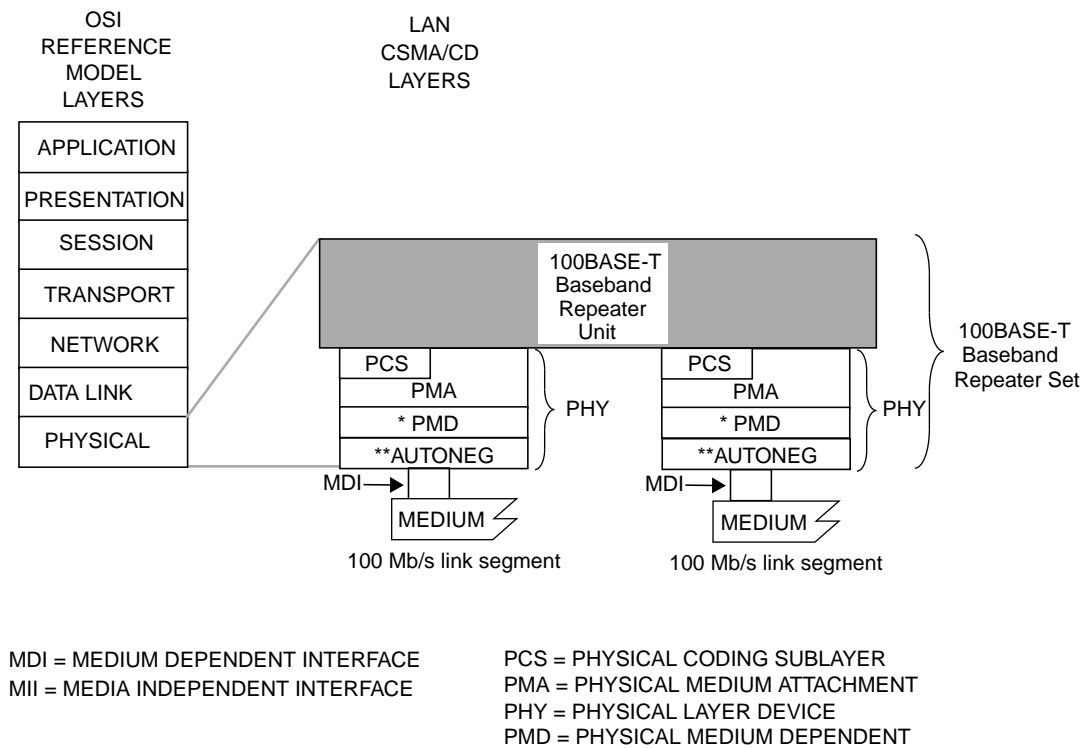 OSI
REFERENCE
MODEL
LAYERS
LAN
CSMA/CD
LAYERS
APPLICATION
PRESENTATION
SESSION
TRANSPORT
NETWORK
DATA LINK
PHYSICAL
100BASE-T
Baseband
Repeater
Unit
100BASE-T
Baseband
Repeater Set
PCS
PMA
* PMD
**AUTONEG
PHY
MDI
MEDIUM
100 Mb/s link segment
PCS
PMA
* PMD
**AUTONEG
PHY
MDI
MEDIUM
100 Mb/s link segment
MDI = MEDIUM DEPENDENT INTERFACE
MII = MEDIA INDEPENDENT INTERFACE
PCS = PHYSICAL CODING SUBLAYER
PMA = PHYSICAL MEDIUM ATTACHMENT
PHY = PHYSICAL LAYER DEVICE
PMD = PHYSICAL MEDIUM DEPENDENT